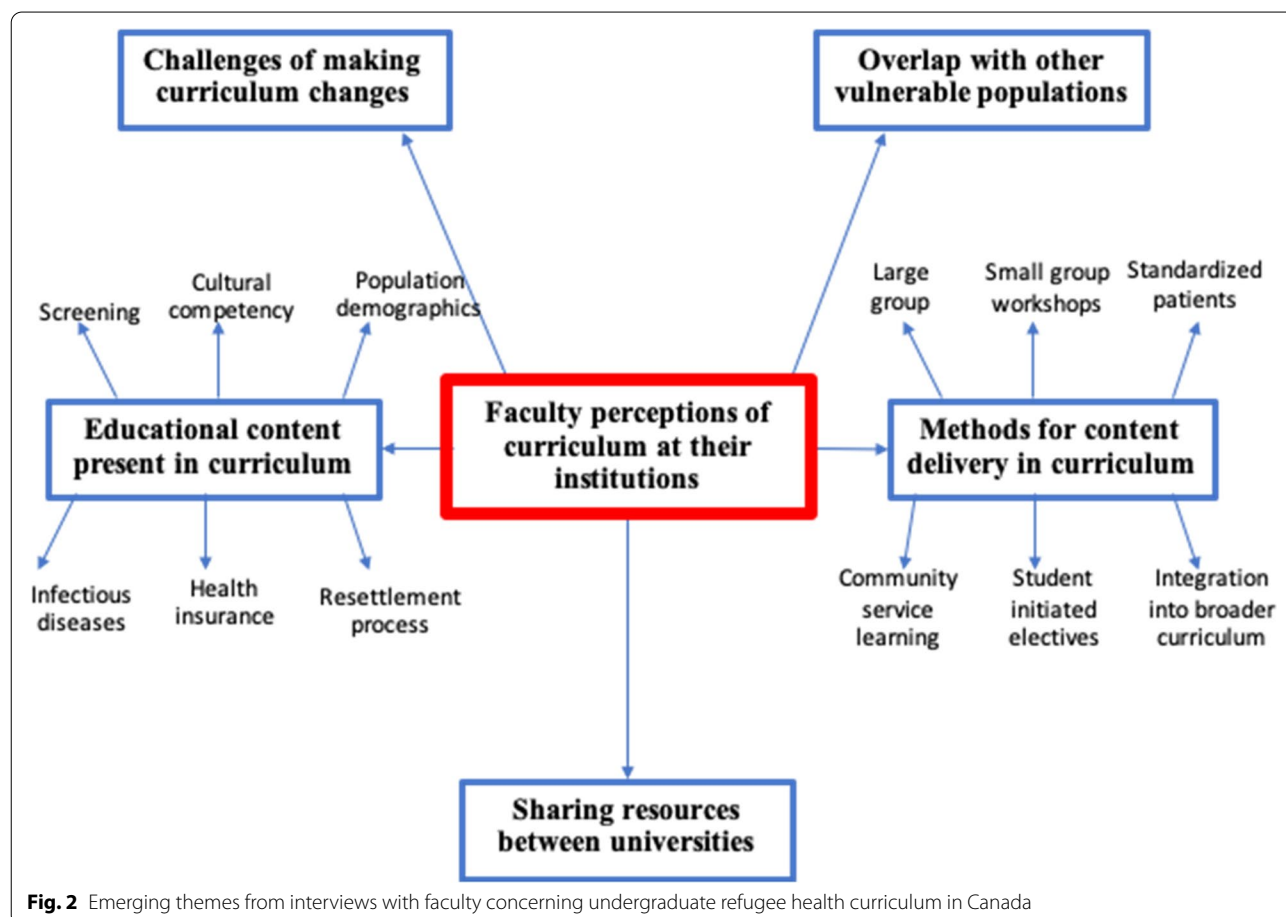 Challenges of making
curriculum changes
Overlap with other
vulnerable populations
Screening
Cultural
competency
Population
demographics
Large
group
Small group
workshops
Standardized
patients
Educational content
present in curriculum
Faculty perceptions of
curriculum at their
institutions
Methods for content
delivery in curriculum
Infectious
diseases
Health
insurance
Resettlement
process
Community
service
learning
Student
initiated
electives
Integration
into broader
curriculum
Sharing resources
between universities
Fig. 2 Emerging themes from interviews with faculty concerning undergraduate refugee health curriculum in Canada